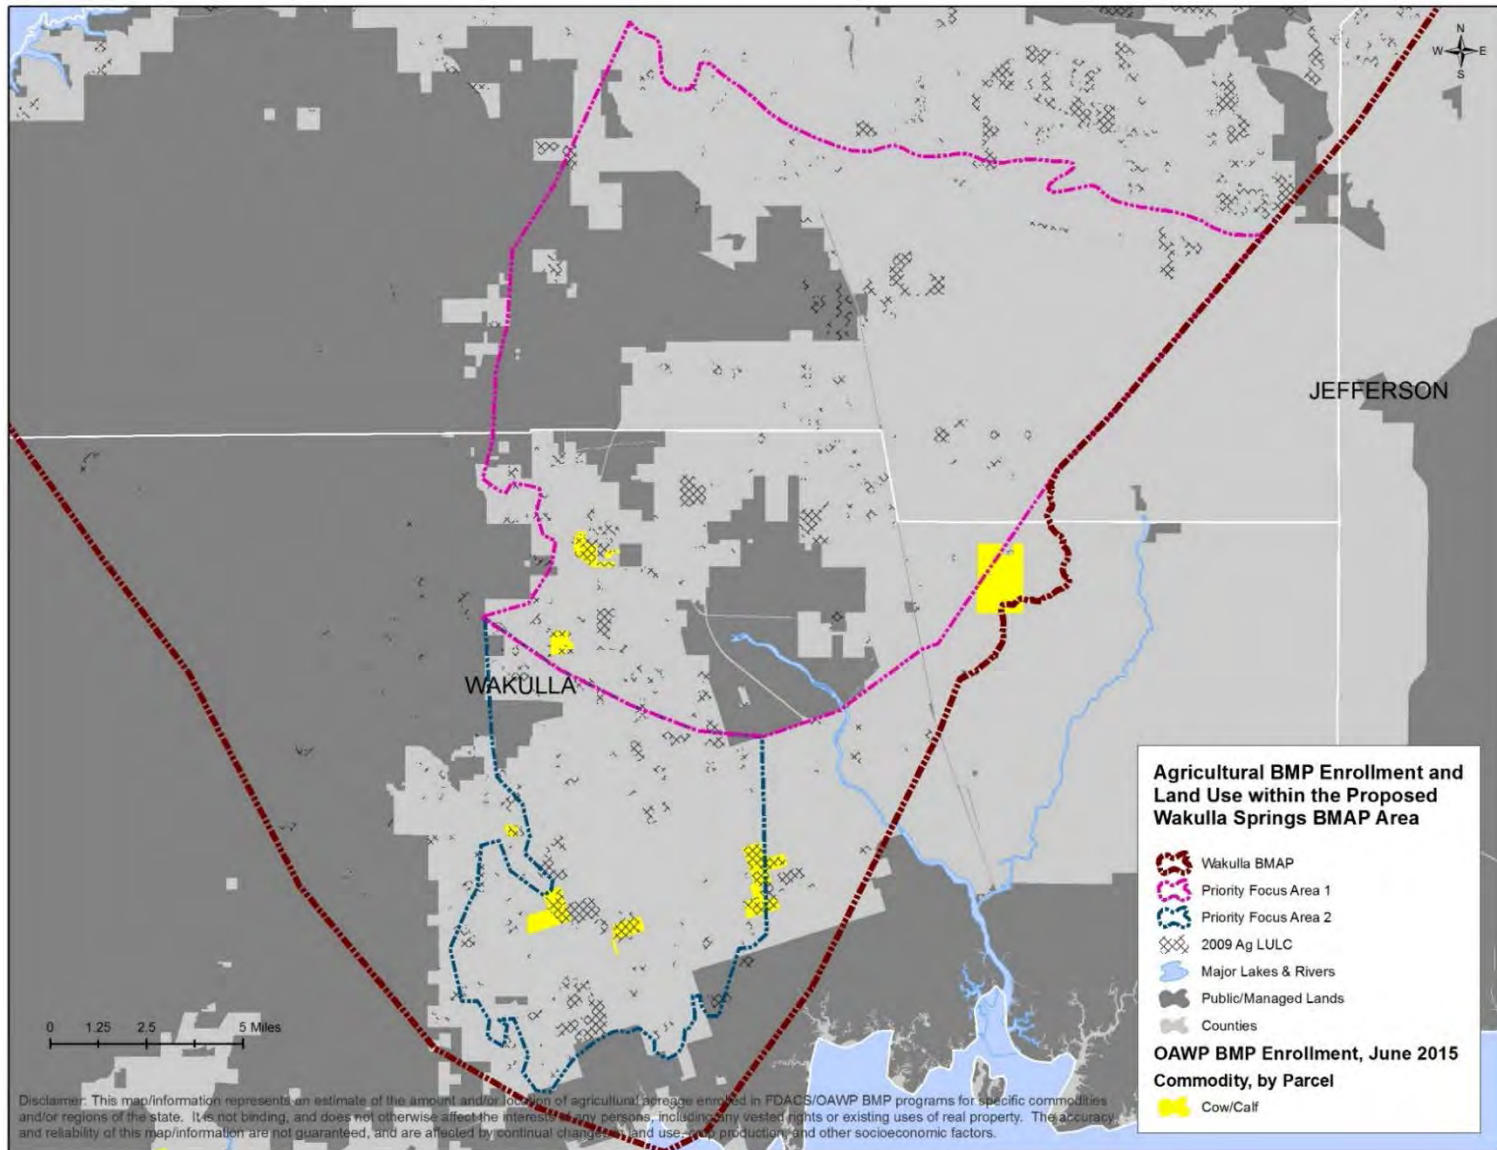 N
W E
S
JEFFERSON
WAKULLA
Agricultural BMP Enrollment and
Land Use within the Proposed
Wakulla Springs BMAP Area
Wakulla BMAP
Priority Focus Area 1
Priority Focus Area 2
2009 Ag LULC
Major Lakes & Rivers
Public/Managed Lands
Counties
OAWP BMP Enrollment, June 2015
Commodity, by Parcel
Cow/Calf
0 1.25 2.5 5 Miles
Disclaimer: This map/information represents an estimate of the amount and/or location of agricultural acreage enrolled in FDACS/OAWP BMP programs for specific commodities
and/or regions of the state. It is not binding, and does not otherwise affect the interests of any persons, including any vested rights or existing uses of real property. The accuracy
and reliability of this map/information are not guaranteed, and are affected by continual changes in land use, crop production, and other socioeconomic factors.